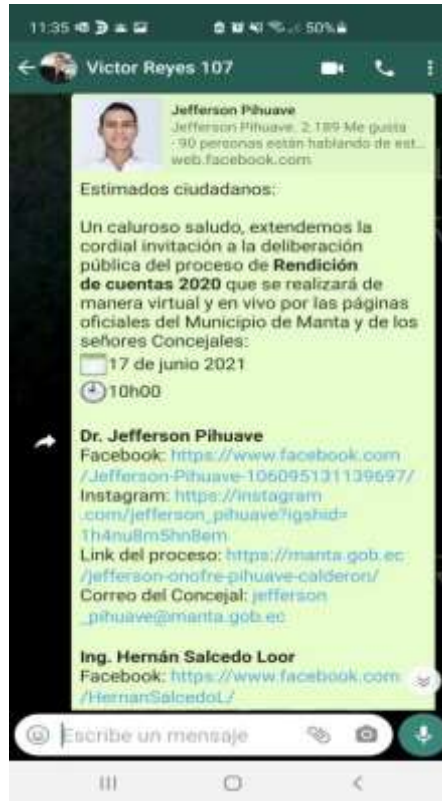 11:35
50%
Victor Reyes 107
Jefferson Pihuave
Jefferson Pihuave. 2.189 Me gusta
· 90 personas están hablando de est...
web.facebook.com
Estimados ciudadanos:
Un caluroso saludo, extendemos la
cordial invitación a la deliberación
pública del proceso de Rendición
de cuentas 2020 que se realizará de
manera virtual y en vivo por las páginas
oficiales del Municipio de Manta y de los
señores Concejales:
17 de junio 2021
10h00
Dr. Jefferson Pihuave
Facebook: https://www.facebook.com
/Jefferson-Pihuave-106095131139697/
Instagram: https://instagram
.com/jefferson_pihuave?igshid=
1h4nu8m5hn8em
Link del proceso: https://manta.gob.ec
/jefferson-onofre-pihuave-calderon/
Correo del Concejal: jefferson
_pihuave@manta.gob.ec
Ing. Hernán Salcedo Loor
Facebook: https://www.facebook.com
/HernanSalcedoL/
Escribe un mensaje